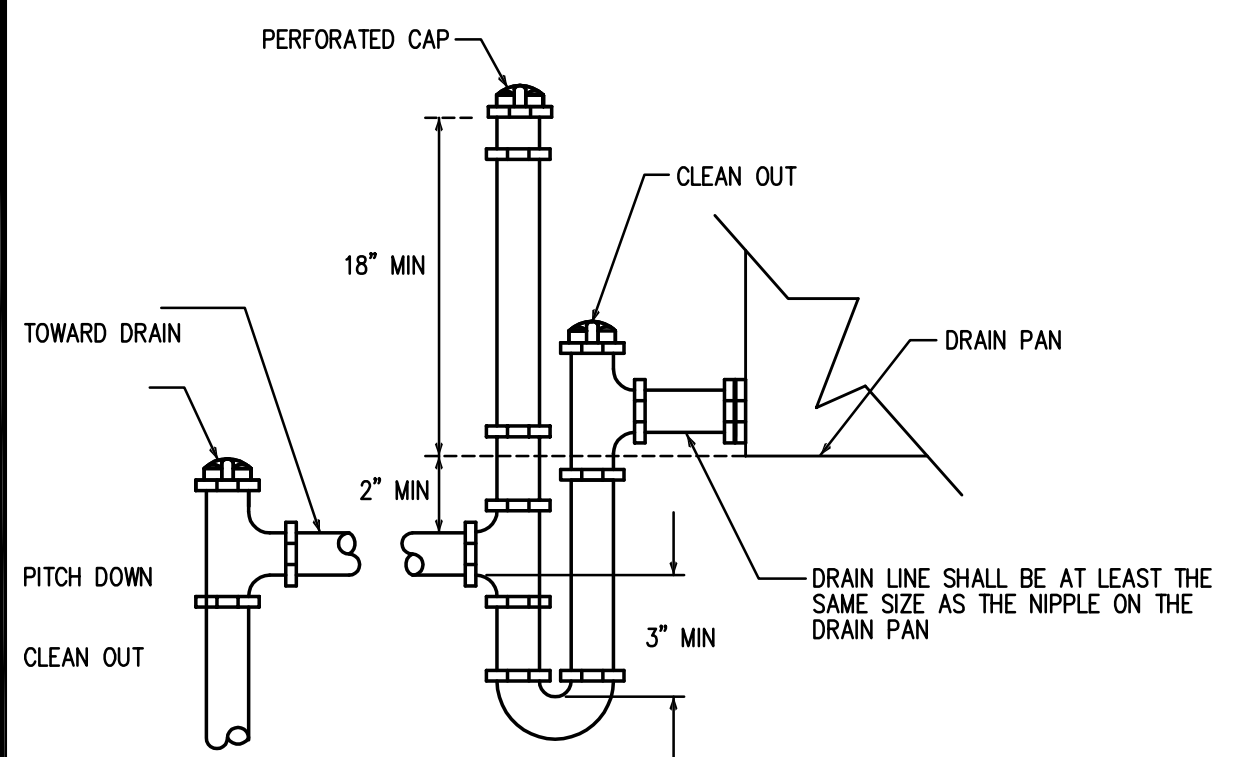 PERFORATED CAP
CLEAN OUT
18” MIN
TOWARD DRAIN
DRAIN PAN
2” MIN
PITCH DOWN
DRAIN LINE SHALL BE AT LEAST THE
SAME SIZE AS THE NIPPLE ON THE
DRAIN PAN
3” MIN
CLEAN OUT